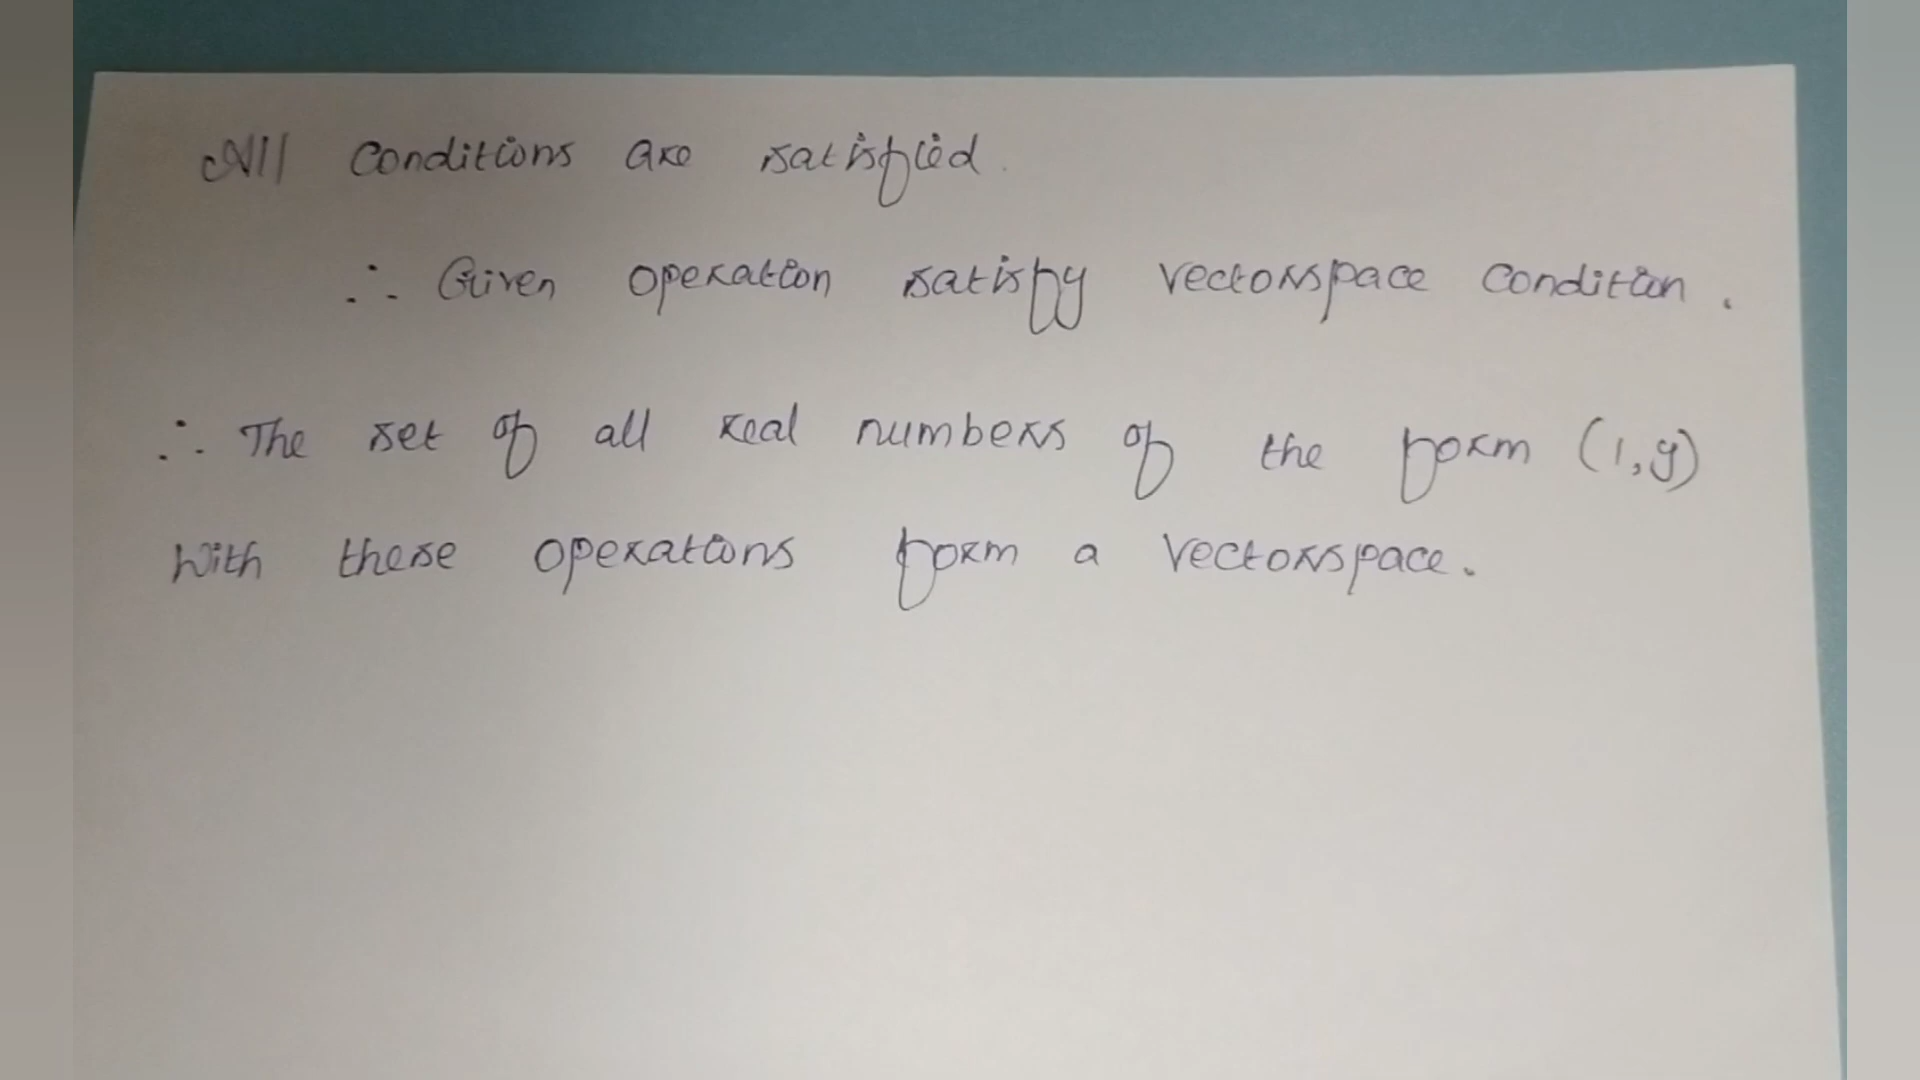 All conditions are satisfied.
∴ Given operation satisfy vectorspace condition.
∴ The set of all real numbers of the form (1,y)
with these operations form a vectorspace.